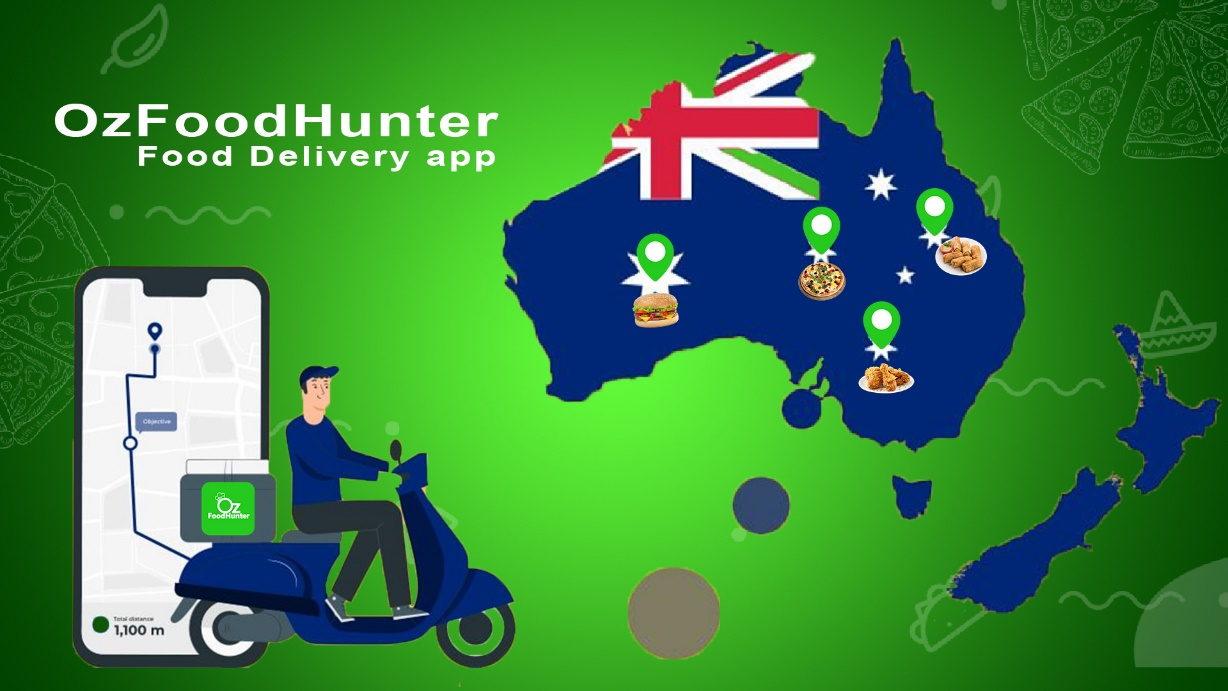 OzFoodHunter
Food Delivery app
Objective
Oz
FoodHunter
Total distance
1,100 m